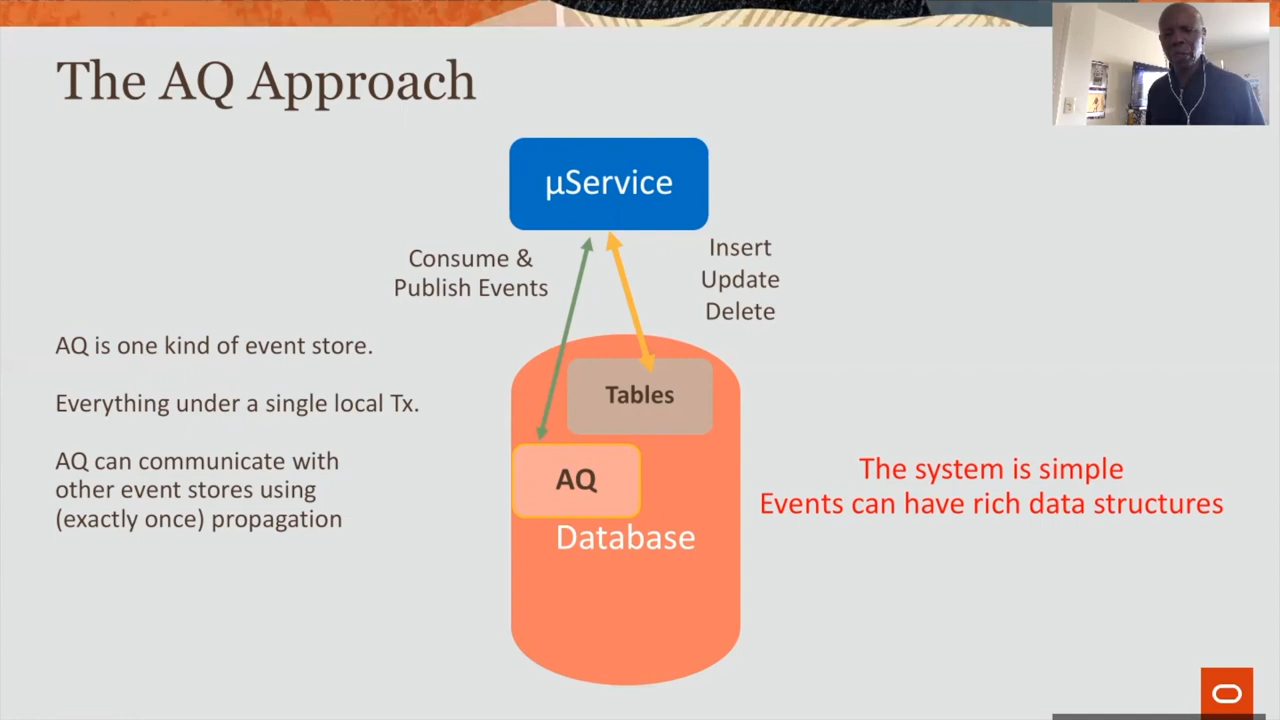 The AQ Approach
µService
Consume &
Publish Events
Insert
Update
Delete
AQ is one kind of event store.
Everything under a single local Tx.
AQ can communicate with
other event stores using
(exactly once) propagation
Tables
AQ
Database
The system is simple
Events can have rich data structures